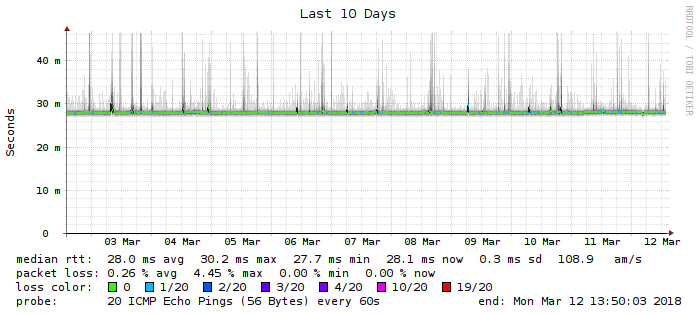 Last 10 Days
RRDTOOL / TOBI OETIKER
Seconds
40 m
30 m
20 m
10 m
0
03 Mar 04 Mar 05 Mar 06 Mar 07 Mar 08 Mar 09 Mar 10 Mar 11 Mar 12 Mar
median rtt: 28.0 ms avg 30.2 ms max 27.7 ms min 28.1 ms now 0.3 ms sd 108.9 am/s
packet loss: 0.26 % avg 4.45 % max 0.00 % min 0.00 % now
loss color: 0 1/20 2/20 3/20 4/20 10/20 19/20
probe: 20 ICMP Echo Pings (56 Bytes) every 60s end: Mon Mar 12 13:50:03 2018